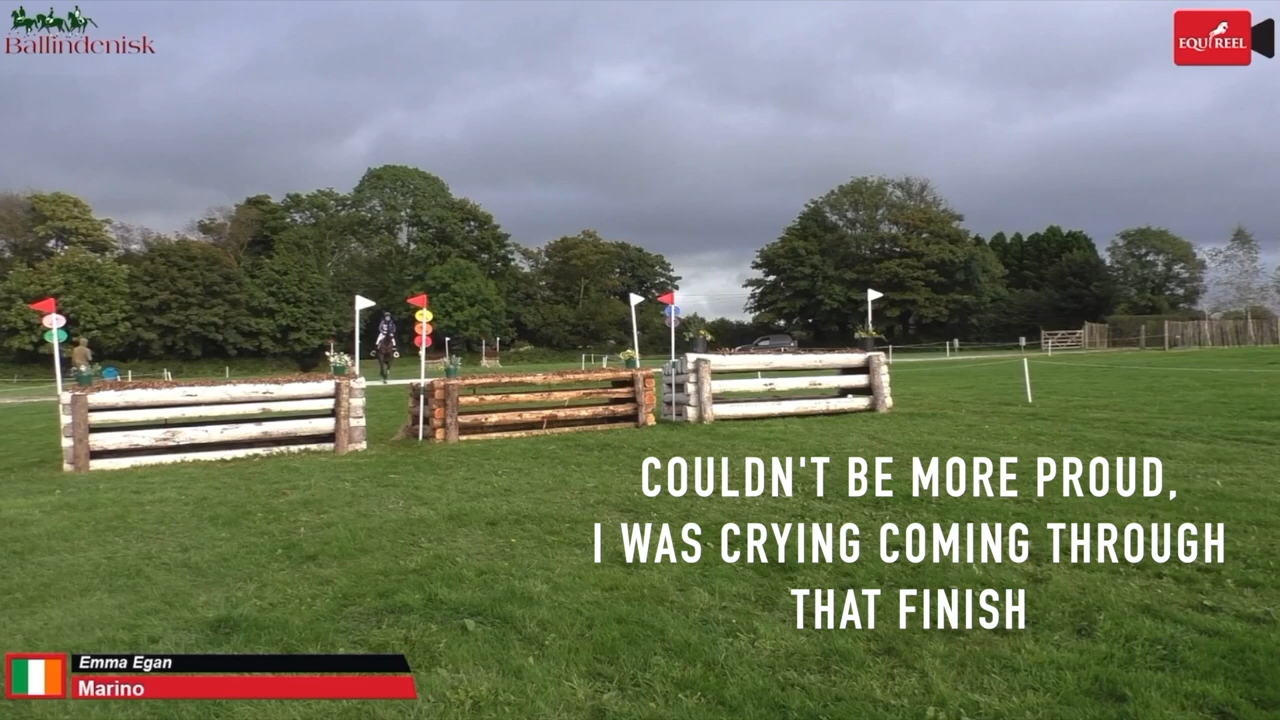 Ballindenisk
EQUIREEL
COULDN'T BE MORE PROUD,
I WAS CRYING COMING THROUGH
THAT FINISH
Emma Egan
Marino